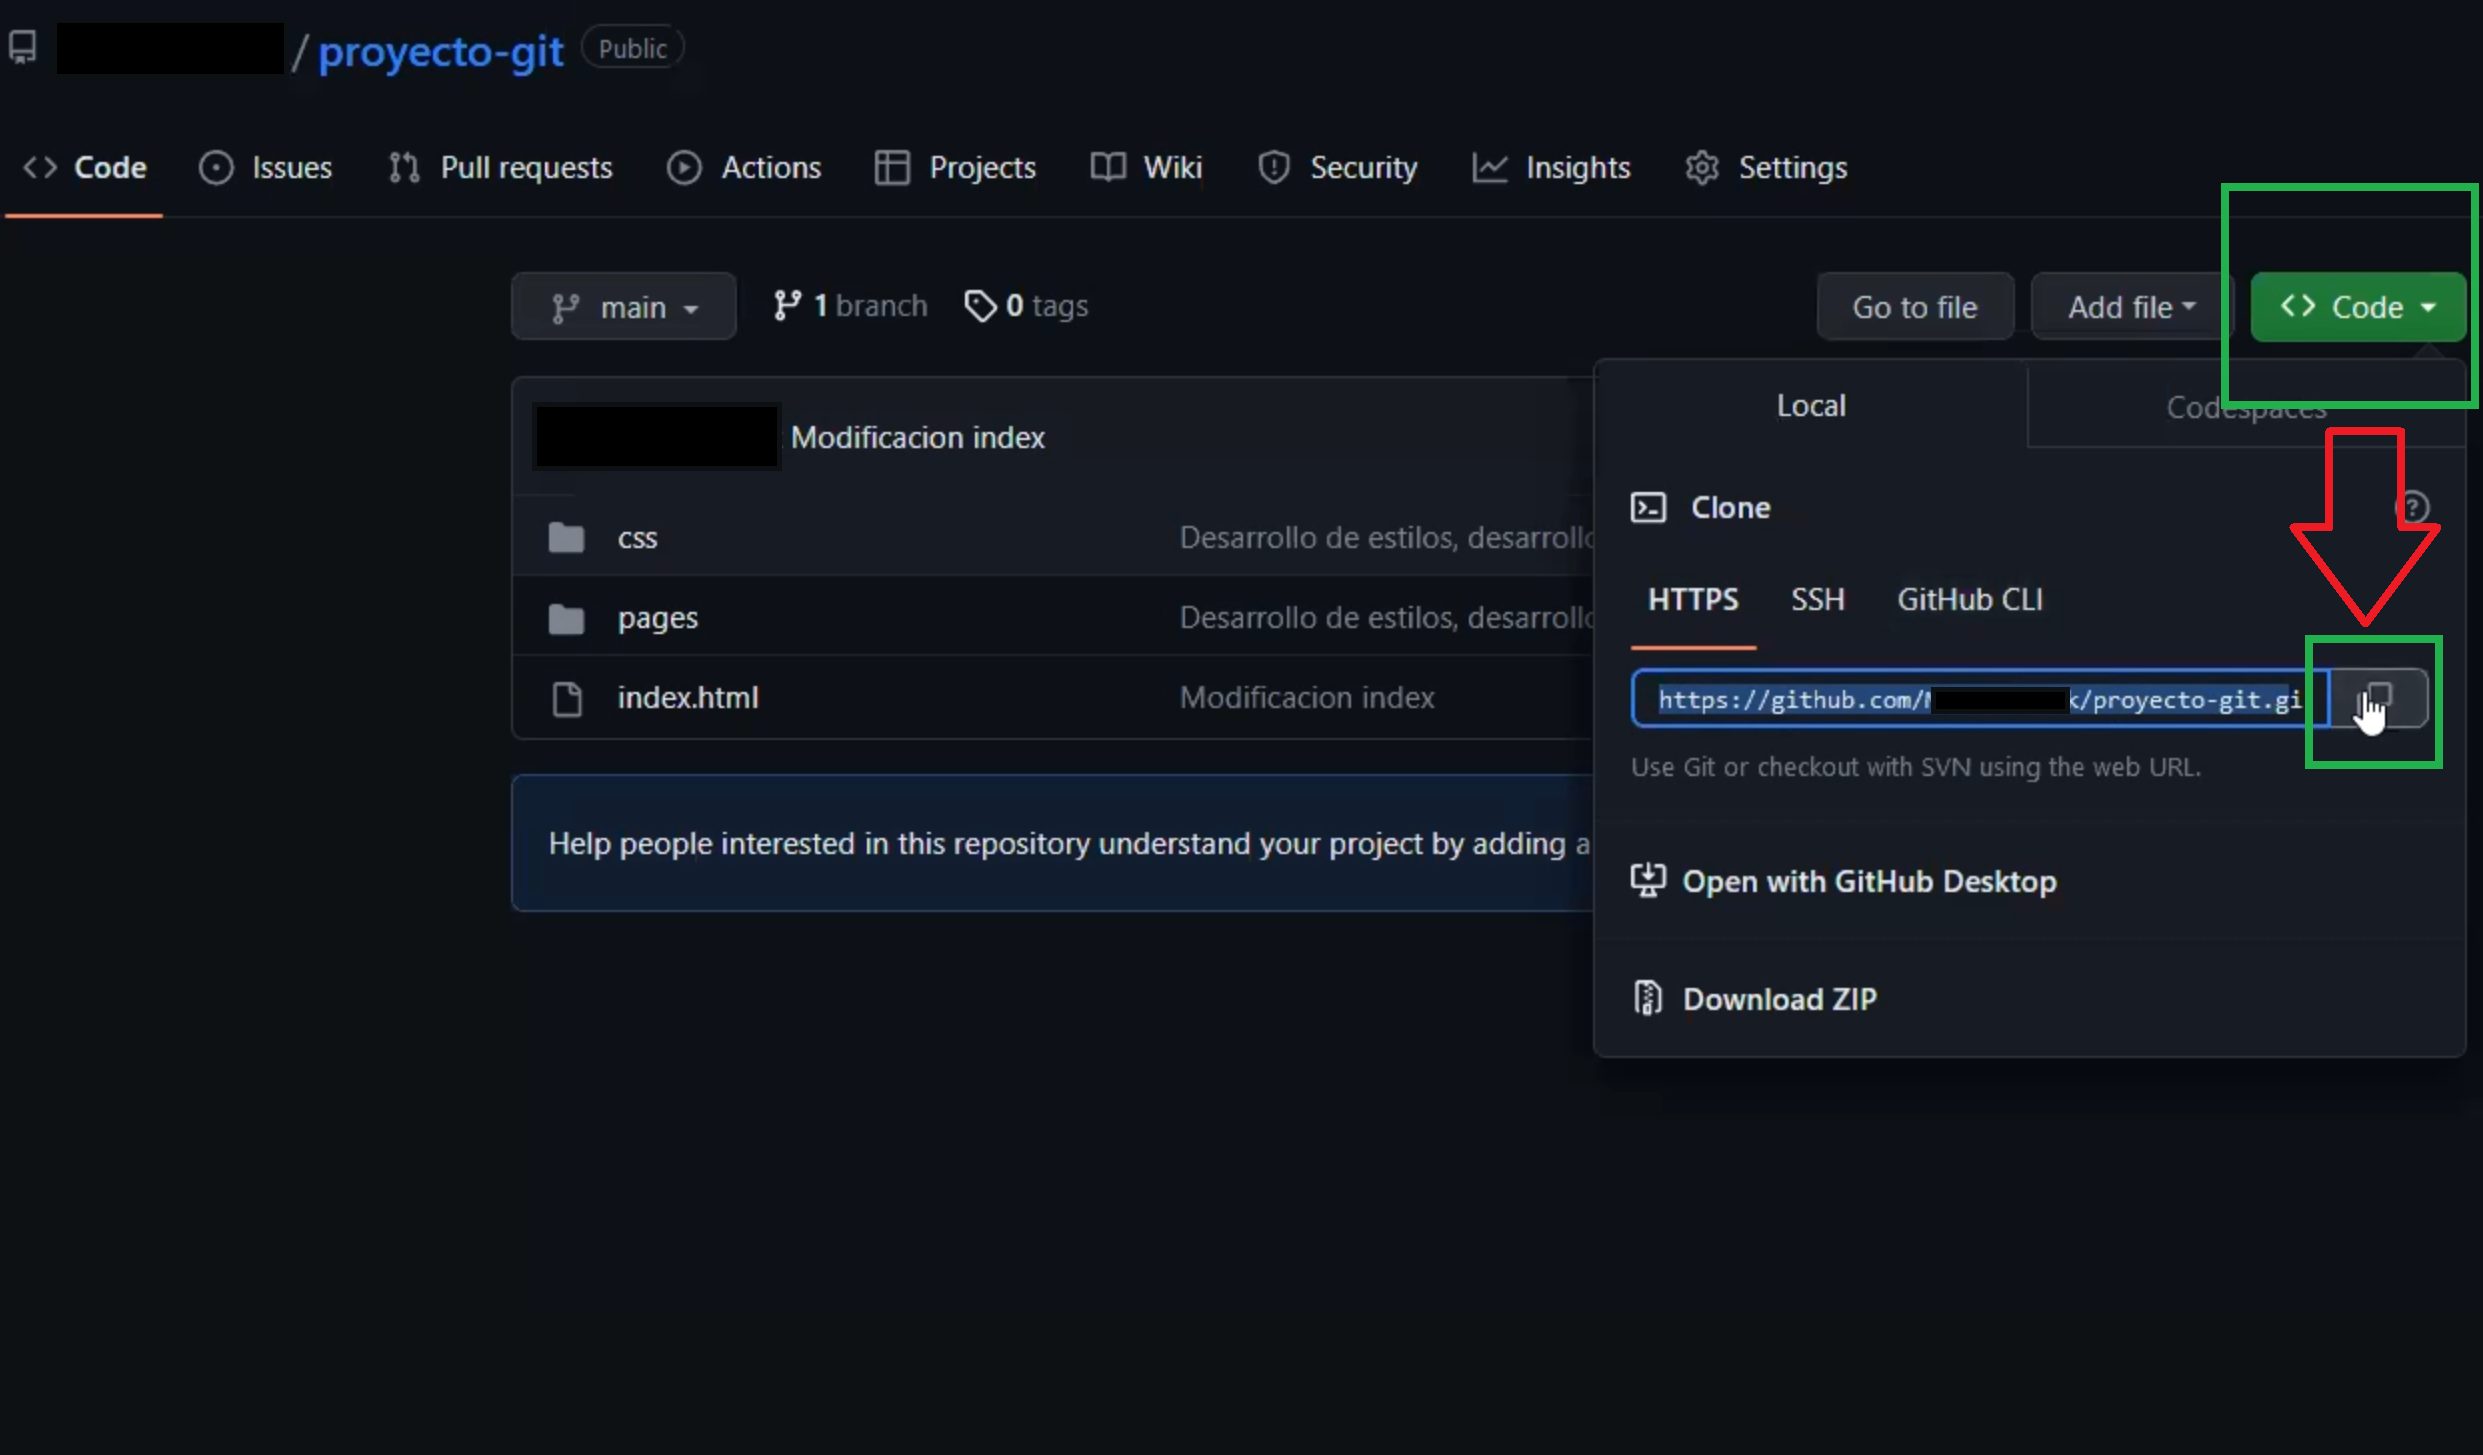 / proyecto-git Public
Code Issues Pull requests Actions Projects Wiki Security Insights Settings
main 1 branch 0 tags Go to file Add file Code
Local Codespaces
Modificacion index
Clone
css Desarrollo de estilos, desarrollo
HTTPS SSH GitHub CLI
pages Desarrollo de estilos, desarrollo
index.html Modificacion index
https://github.com/ k/proyecto-git.gi
Use Git or checkout with SVN using the web URL.
Help people interested in this repository understand your project by adding a
Open with GitHub Desktop
Download ZIP